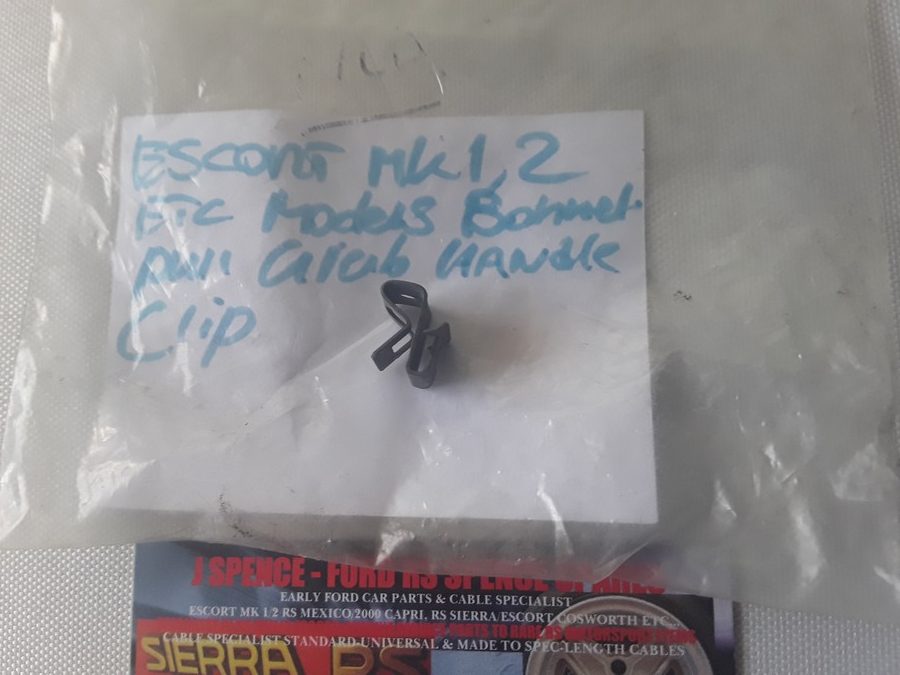 ESCORT MK1,2
ETC Models Bonnet
Pull Grab HANDLE
Clip
J SPENCE - FORD RS SPENCE SPARES
EARLY FORD CAR PARTS & CABLE SPECIALIST
ESCORT MK 1/2 RS MEXICO/2000 CAPRI, RS SIERRA/ESCORT COSWORTH ETC...
CABLE SPECIALIST STANDARD-UNIVERSAL & MADE TO SPEC-LENGTH CABLES
SIERRA RS